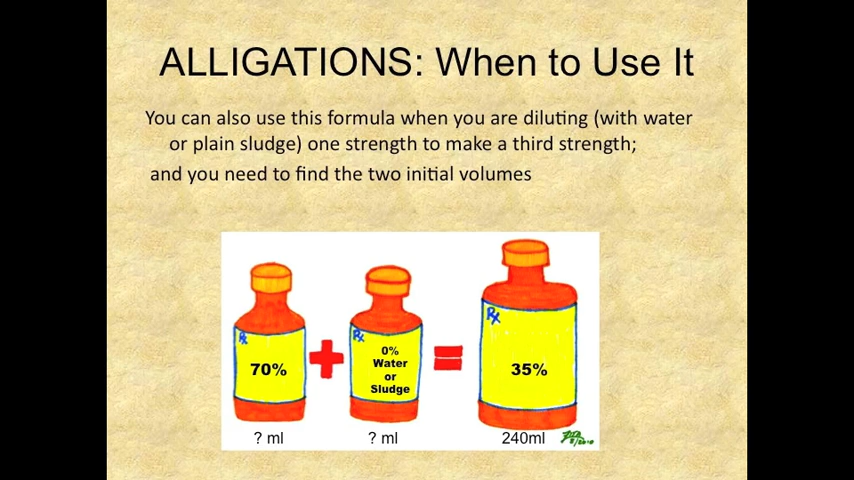 ALLIGATIONS: When to Use It
You can also use this formula when you are diluting (with water
or plain sludge) one strength to make a third strength;
and you need to find the two initial volumes
Rx
70%
Rx
0%
Water
or
Sludge
Rx
35%
? ml
? ml
240ml